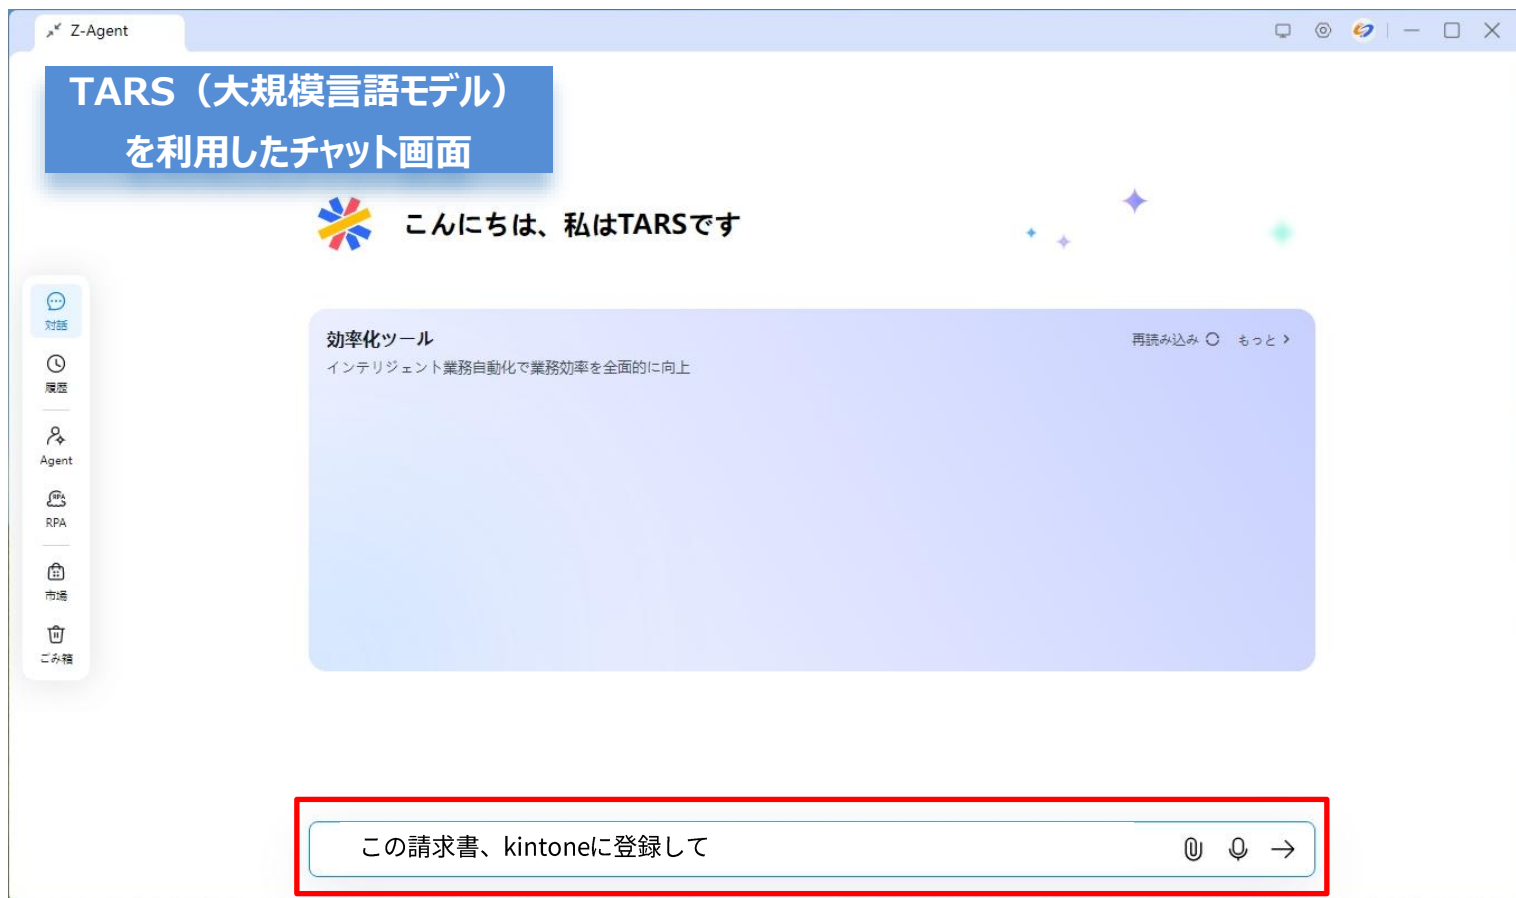 Z-Agent
TARS（大規模言語モデル）
を利用したチャット画面
こんにちは、私はTARSです
対話
履歴
Agent
RPA
市場
ごみ箱
効率化ツール
再読み込み
もっと
インテリジェント業務自動化で業務効率を全面的に向上
この請求書、kintoneに登録して